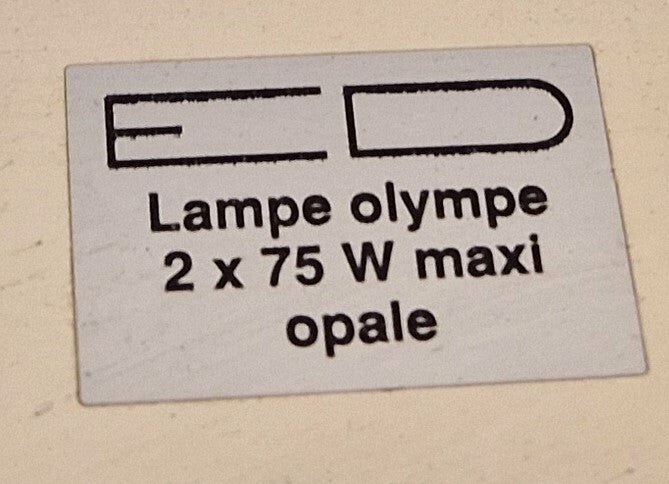 ED
Lampe olympe
2 x 75 W maxi
opale